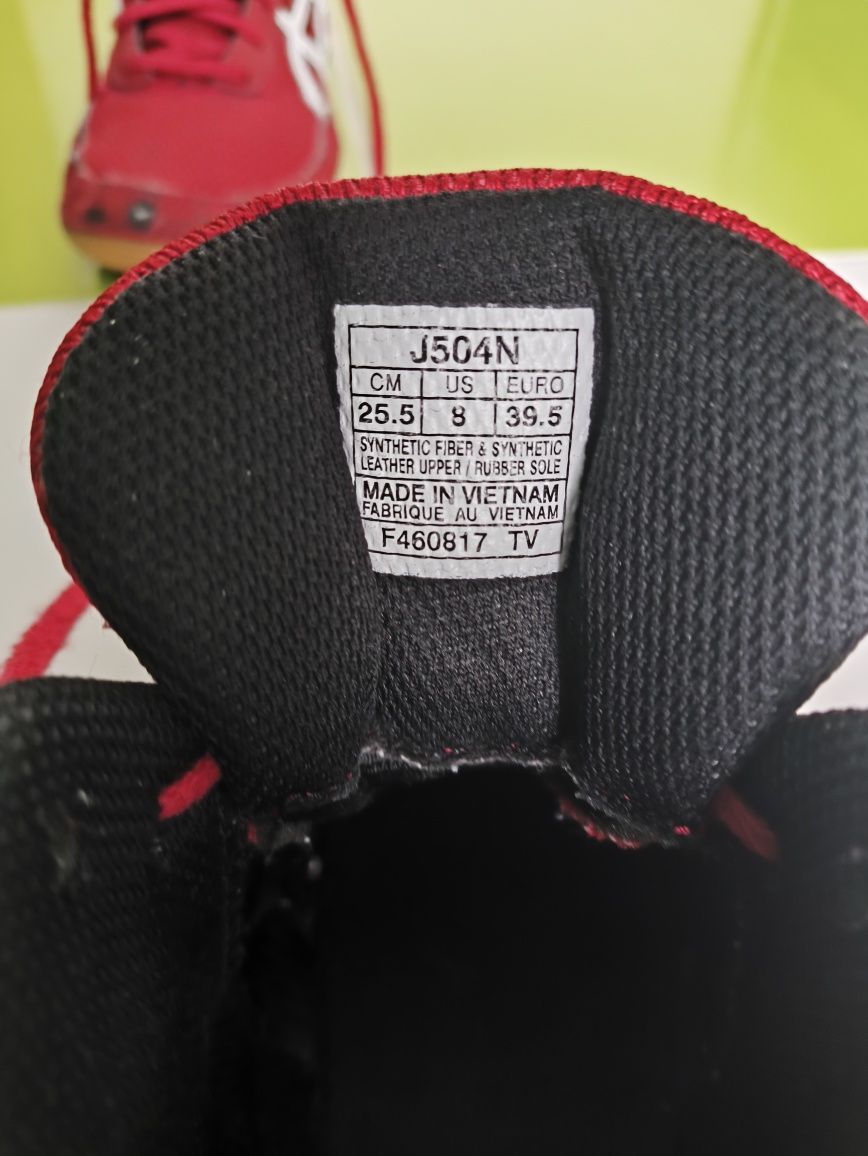 J504N
CM US EURO
25.5 8 39.5
SYNTHETIC FIBER & SYNTHETIC
LEATHER UPPER / RUBBER SOLE
MADE IN VIETNAM
FABRIQUE AU VIETNAM
F460817 TV